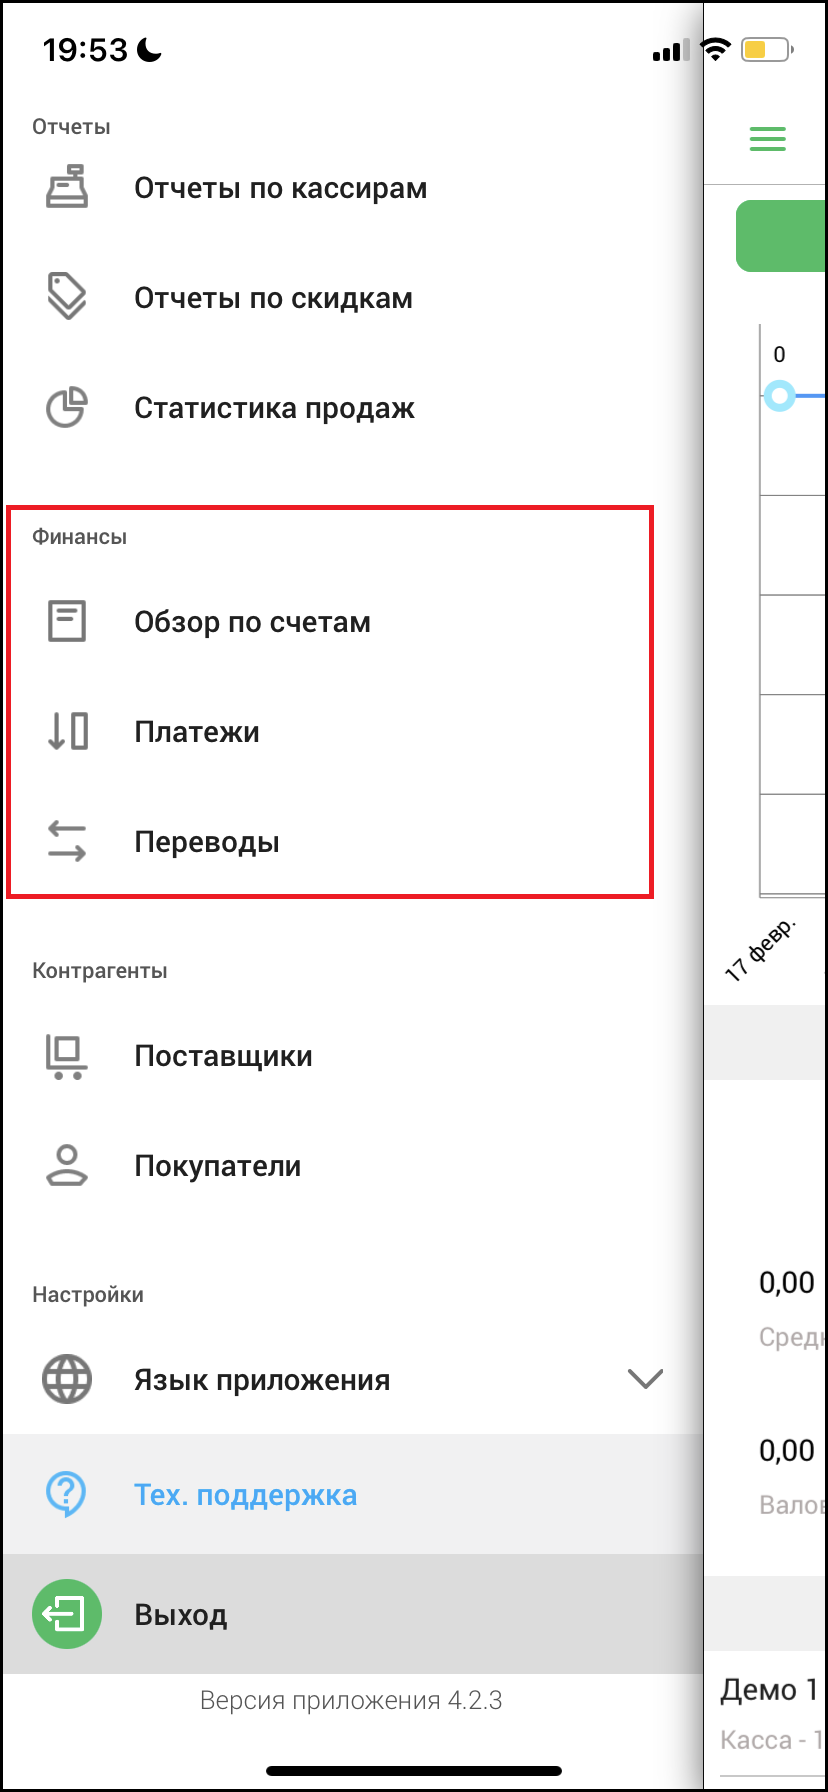 19:53
Отчеты
Отчеты по кассирам
Отчеты по скидкам
Статистика продаж
Финансы
Обзор по счетам
Платежи
Переводы
Контрагенты
Поставщики
Покупатели
Настройки
Язык приложения
Тех. поддержка
Выход
Версия приложения 4.2.3
0
17 февр.
0,00
Средн
0,00
Валов
Демо 1
Касса - 1